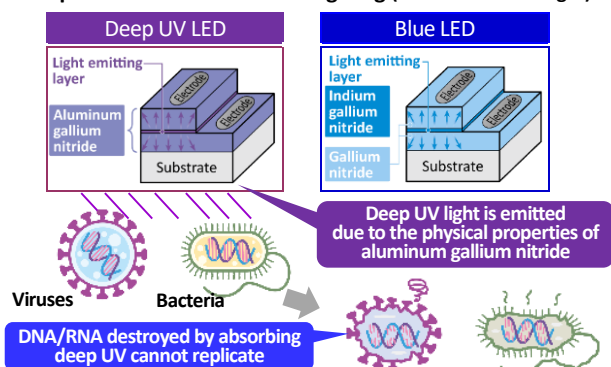 Deep UV LED
Light emitting
layer
Electrode
Electrode
Aluminum
gallium
nitride
Substrate
Blue LED
Light emitting
layer
Electrode
Electrode
Indium
gallium
nitride
Gallium
nitride
Substrate
Deep UV light is emitted
due to the physical properties of
aluminum gallium nitride
Viruses
Bacteria
DNA/RNA destroyed by absorbing
deep UV cannot replicate